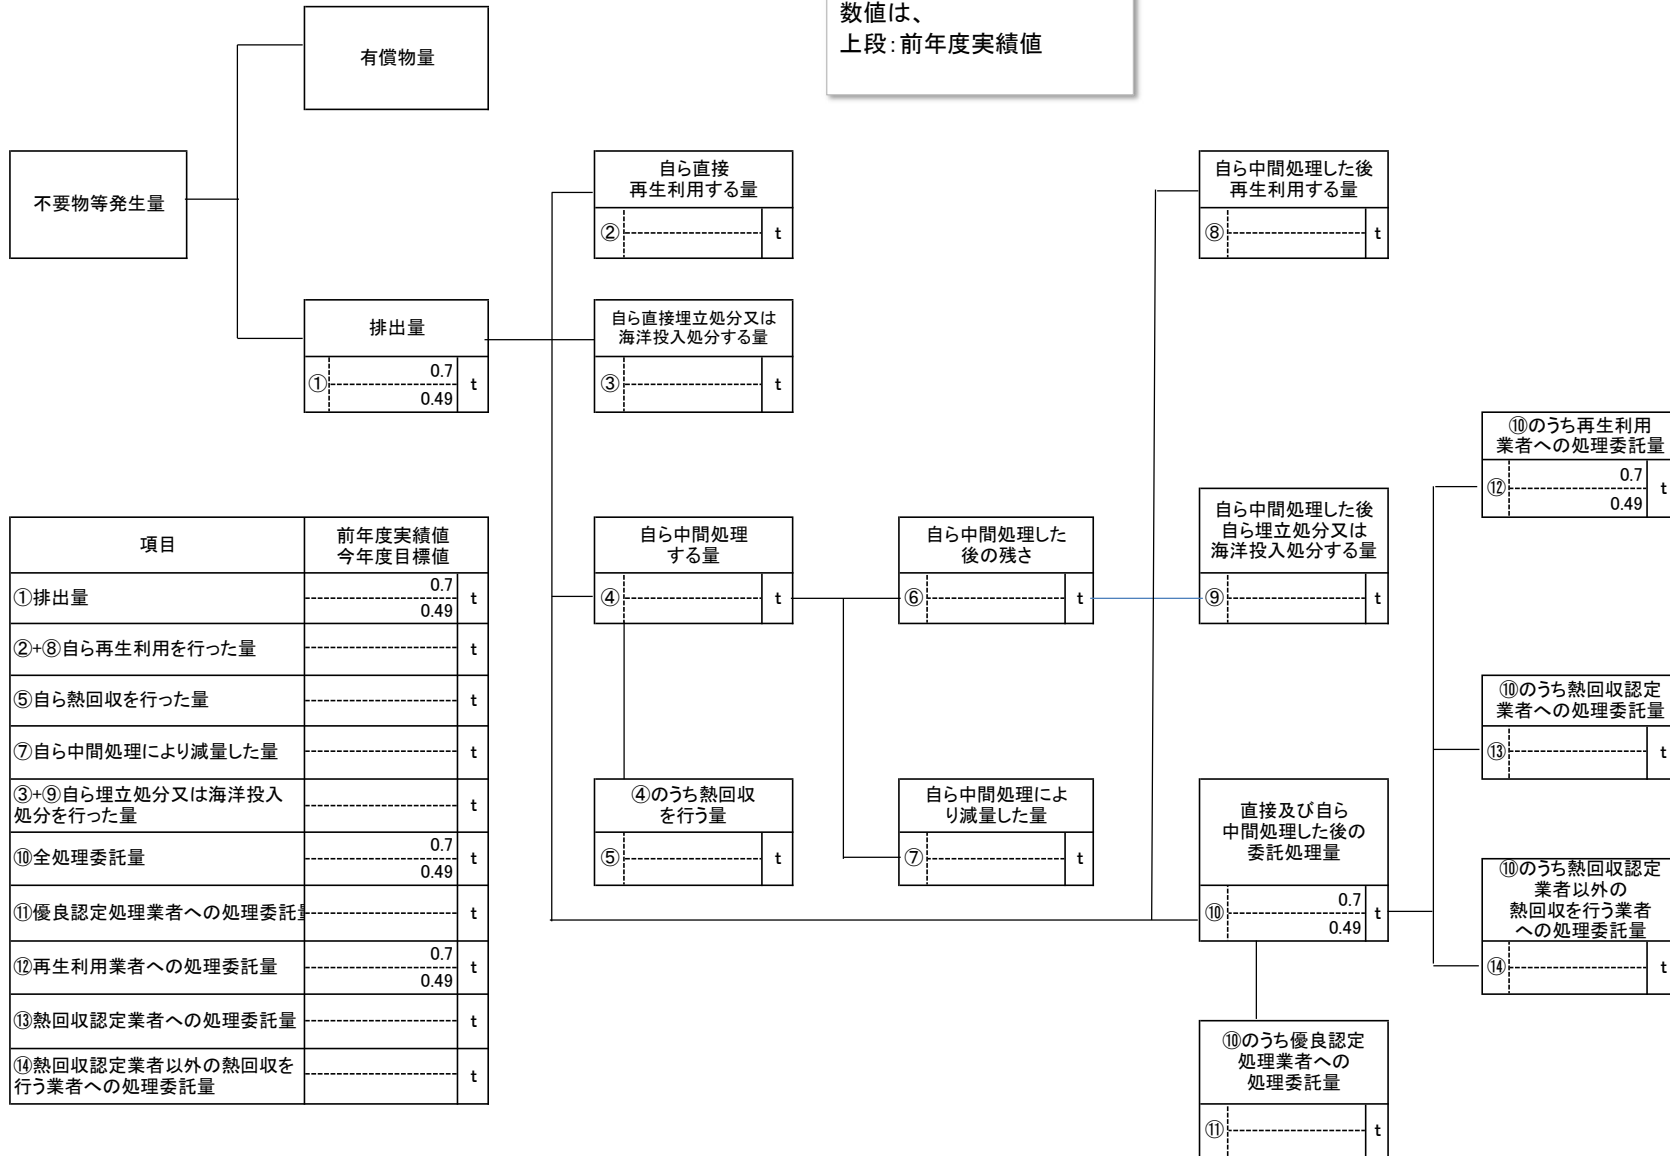 数値は、
上段：前年度実績値
有償物量
不要物等発生量
排出量
① 0.7 t
0.49
自ら直接
再生利用する量
② t
自ら直接埋立処分又は
海洋投入処分する量
③ t
自ら中間処理した後
再生利用する量
⑧ t
⑩のうち再生利用
業者への処理委託量
⑫ 0.7 t
0.49
自ら中間処理
する量
④ t
自ら中間処理した
後の残さ
⑥ t
自ら中間処理した後
自ら埋立処分又は
海洋投入処分する量
⑨ t
⑩のうち熱回収認定
業者への処理委託量
⑬ t
④のうち熱回収
を行う量
⑤ t
自ら中間処理によ
り減量した量
⑦ t
直接及び自ら
中間処理した後の
委託処理量
⑩ 0.7 t
0.49
⑩のうち熱回収認定
業者以外の
熱回収を行う業者
への処理委託量
⑭ t
⑩のうち優良認定
処理業者への
処理委託量
⑪ t
項目 前年度実績値
今年度目標値
①排出量 0.7 t
0.49
②+⑧自ら再生利用を行った量 t
⑤自ら熱回収を行った量 t
⑦自ら中間処理により減量した量 t
③+⑨自ら埋立処分又は海洋投入
処分を行った量 t
⑩全処理委託量 0.7 t
0.49
⑪優良認定処理業者への処理委託 t
⑫再生利用業者への処理委託量 0.7 t
0.49
⑬熱回収認定業者への処理委託量 t
⑭熱回収認定業者以外の熱回収を
行う業者への処理委託量 t